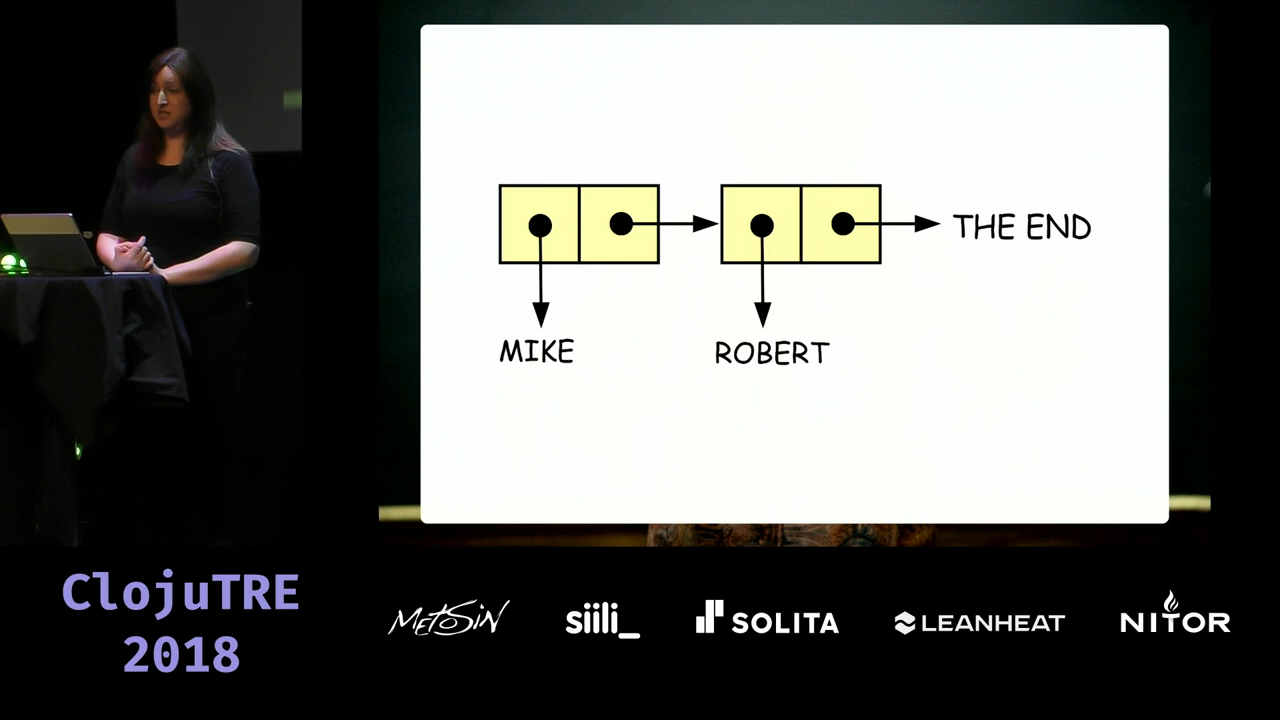 THE END
MIKE
ROBERT
ClojuTRE
2018
METOSIN
siili_
SOLITA
LEANHEAT
NITOR